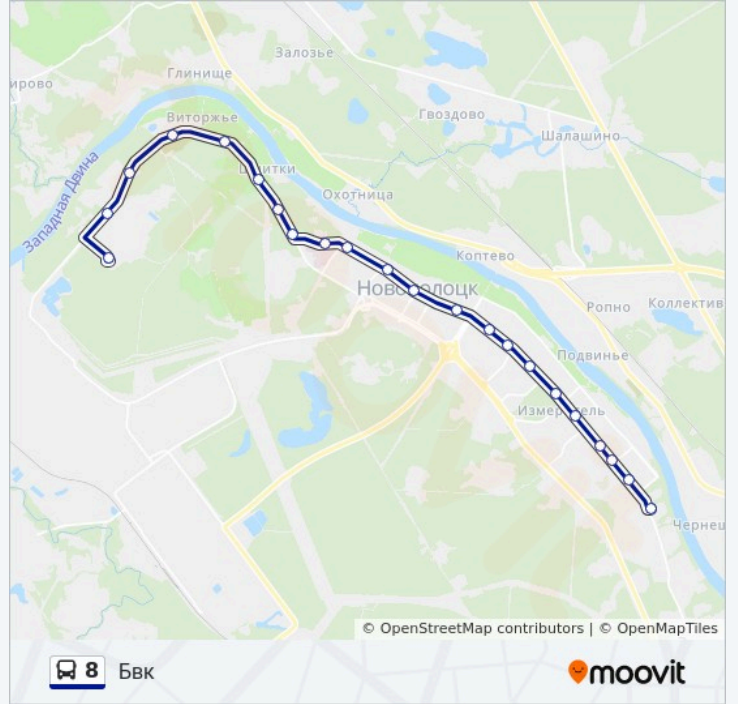 Залозье
Глинище
ирово
Гвоздово
Виторжье
Шалашино
Охотница
Западная Двина
Коптево
Ропно
Коллектив
Подвинье
Чернец
© OpenStreetMap contributors | © OpenMapTiles
8 Бвк
moovit